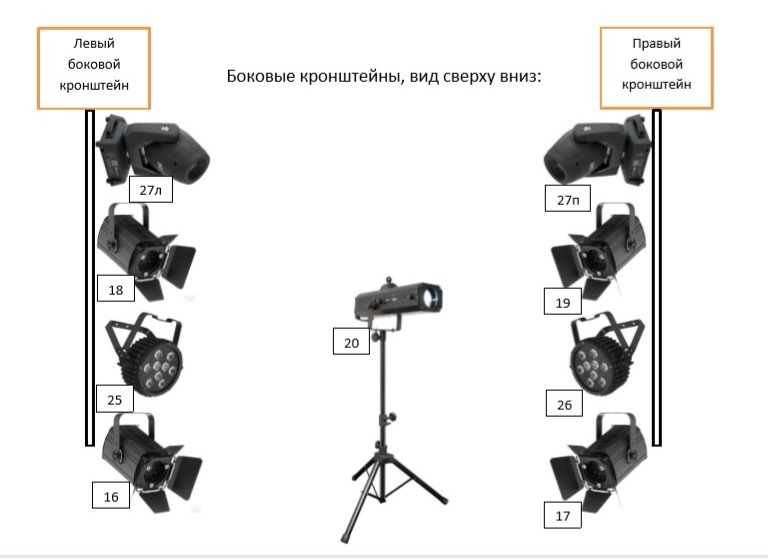 Левый
боковой
кронштейн
Боковые кронштейны, вид сверху вниз:
Правый
боковой
кронштейн
27л
27п
18
19
20
25
26
16
17